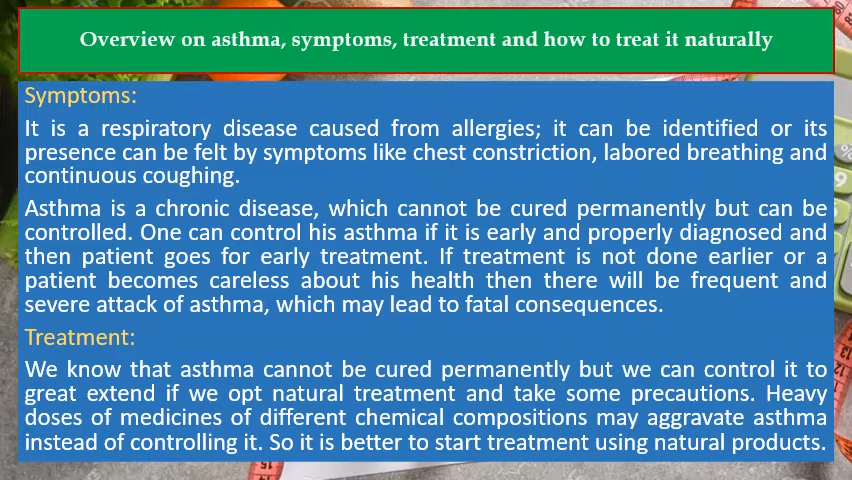 Overview on asthma, symptoms, treatment and how to treat it naturally
Symptoms:
It is a respiratory disease caused from allergies; it can be identified or its
presence can be felt by symptoms like chest constriction, labored breathing and
continuous coughing.
Asthma is a chronic disease, which cannot be cured permanently but can be
controlled. One can control his asthma if it is early and properly diagnosed and
then patient goes for early treatment. If treatment is not done earlier or a
patient becomes careless about his health then there will be frequent and
severe attack of asthma, which may lead to fatal consequences.
Treatment:
We know that asthma cannot be cured permanently but we can control it to
great extend if we opt natural treatment and take some precautions. Heavy
doses of medicines of different chemical compositions may aggravate asthma
instead of controlling it. So it is better to start treatment using natural products.